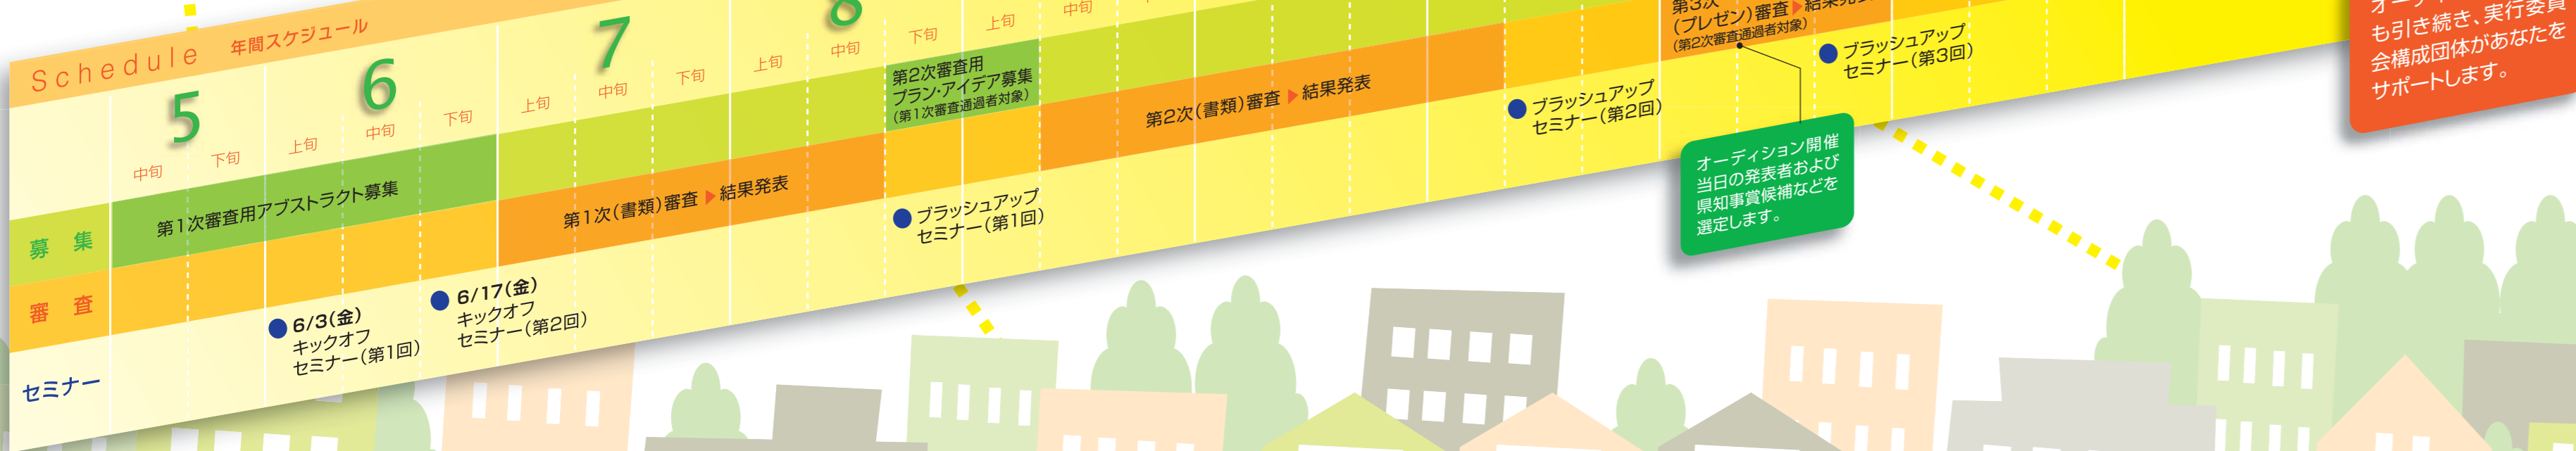 Schedule 年間スケジュール
5
6
7
8
中旬
下旬
上旬
中旬
下旬
上旬
中旬
下旬
上旬
中旬
下旬
上旬
中旬
募集
第1次審査用アブストラクト募集
第2次審査用
プラン・アイデア募集
(第1次審査通過者対象)
審査
第1次(書類)審査▶結果発表
第2次(書類)審査▶結果発表
第3次
(プレゼン)審査▶結果発表
(第2次審査通過者対象)
セミナー
6/3(金)
キックオフ
セミナー(第1回)
6/17(金)
キックオフ
セミナー(第2回)
ブラッシュアップ
セミナー(第1回)
ブラッシュアップ
セミナー(第2回)
ブラッシュアップ
セミナー(第3回)
オーディション開催
当日の発表者および
県知事賞候補などを
選定します。
も引き続き、実行委員
会構成団体があなたを
サポートします。